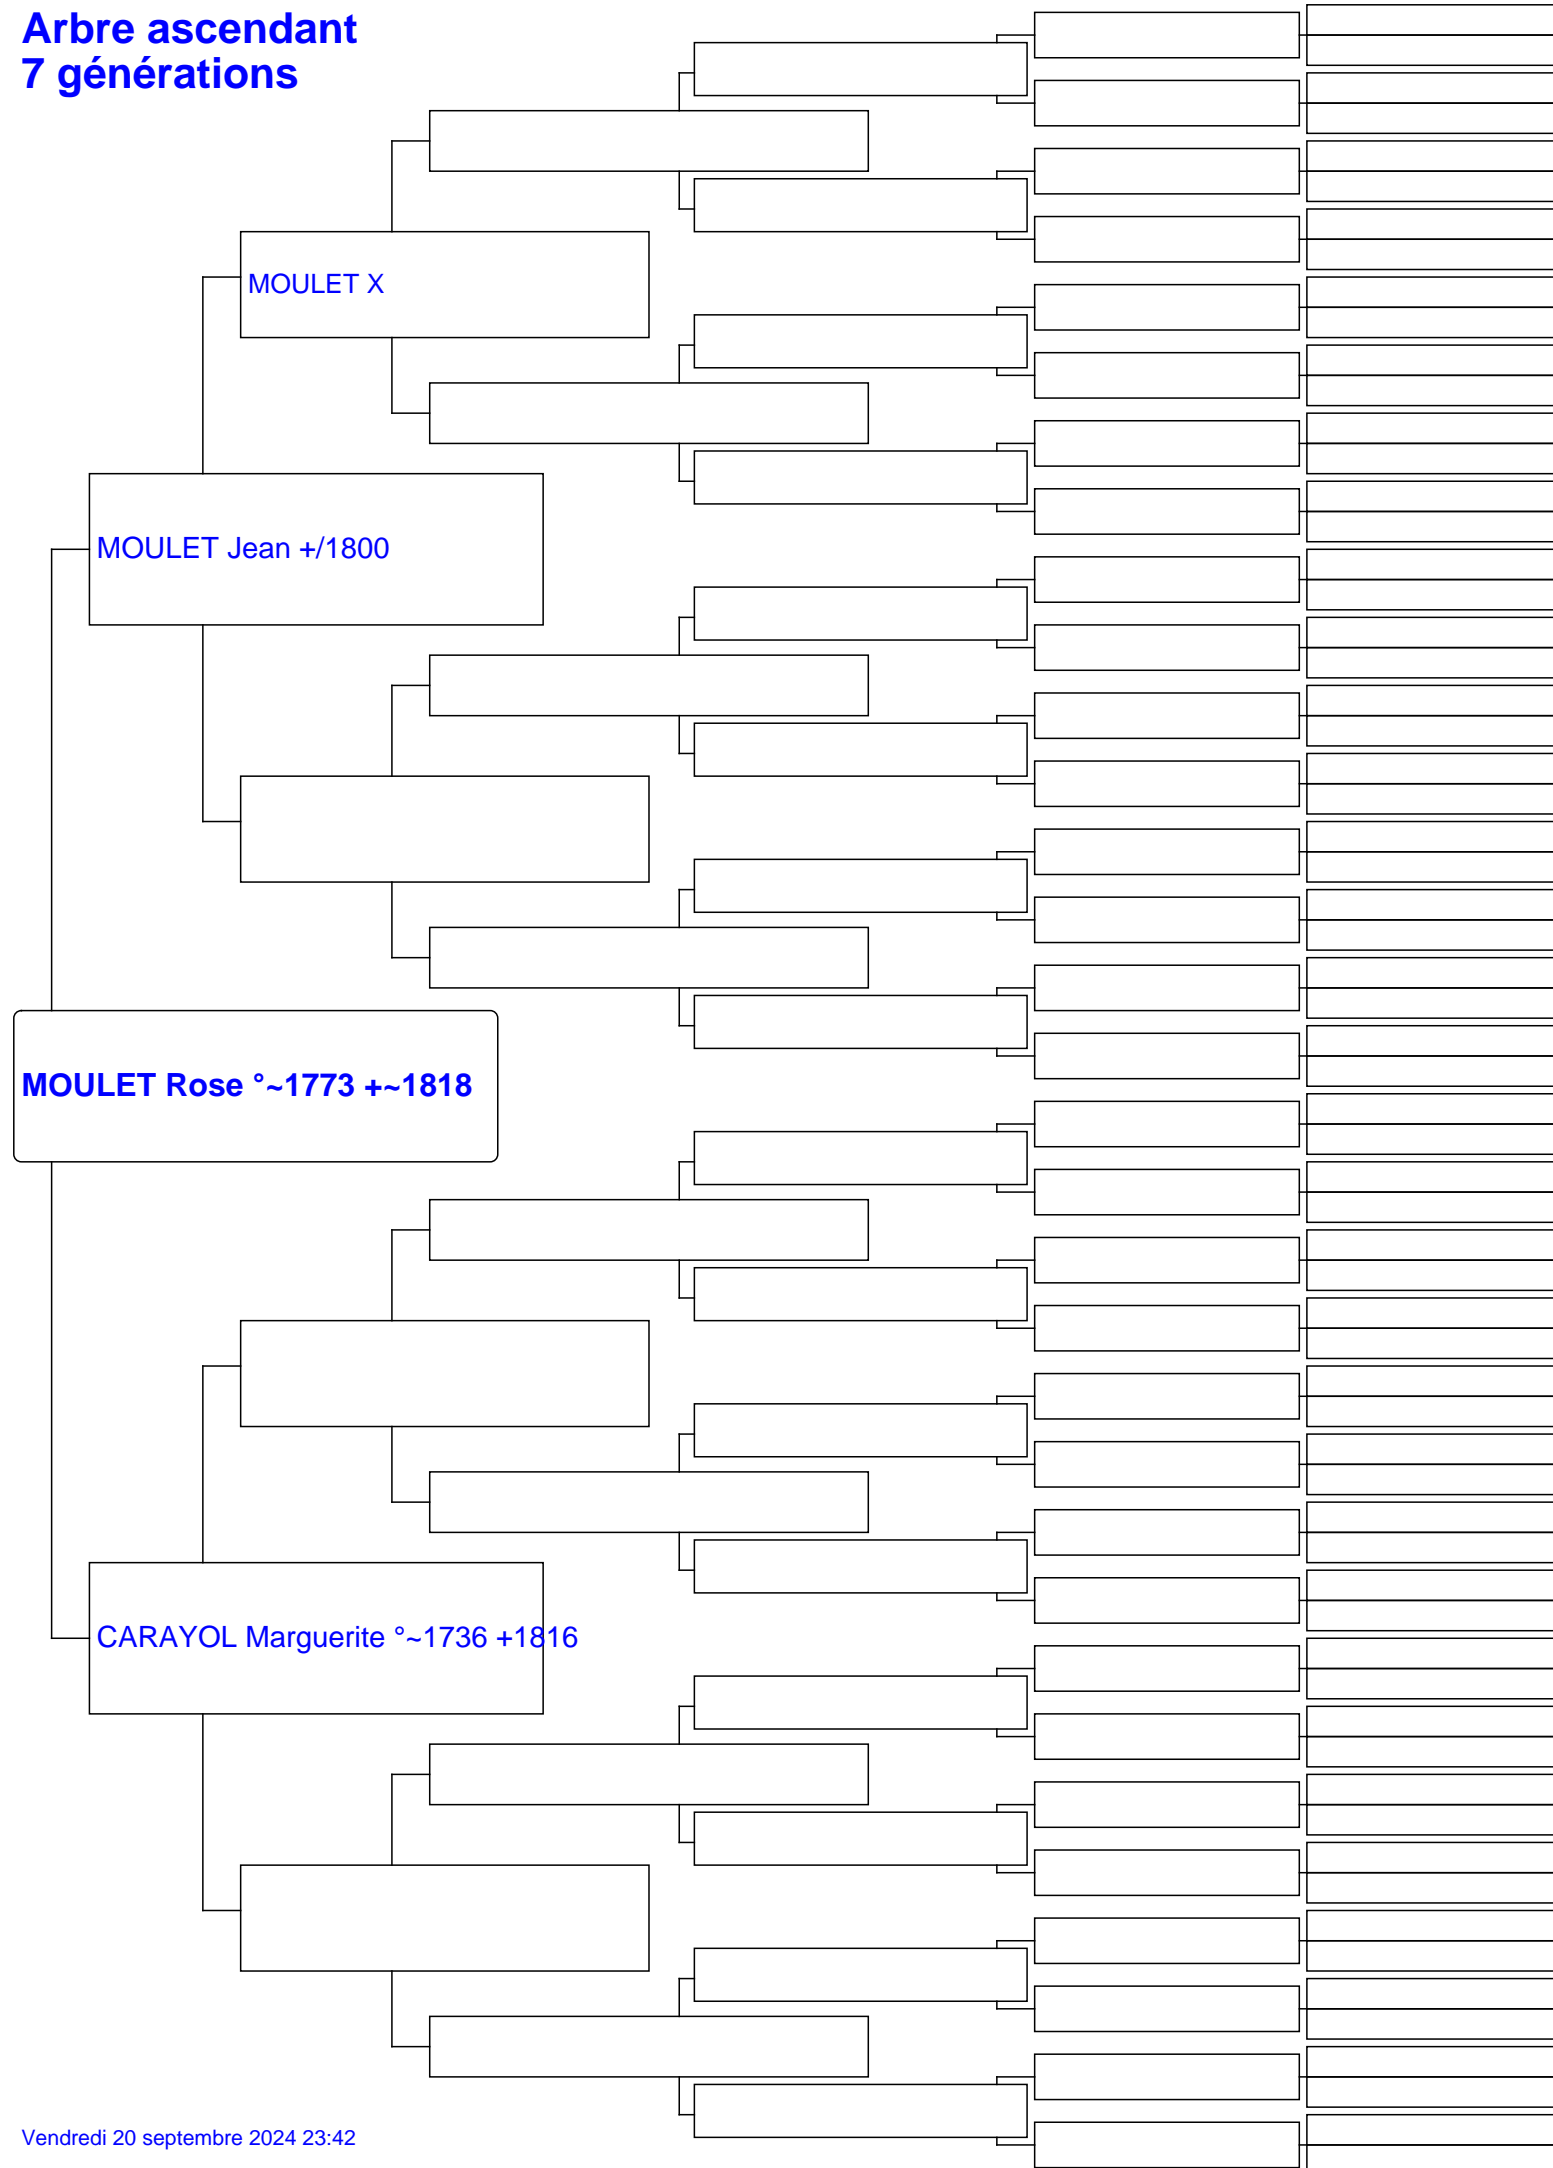 Arbre ascendant
7 générations
MOULET X
MOULET Jean +/1800
MOULET Rose °~1773 +~1818
CARAYOL Marguerite °~1736 +1816
Vendredi 20 septembre 2024 23:42